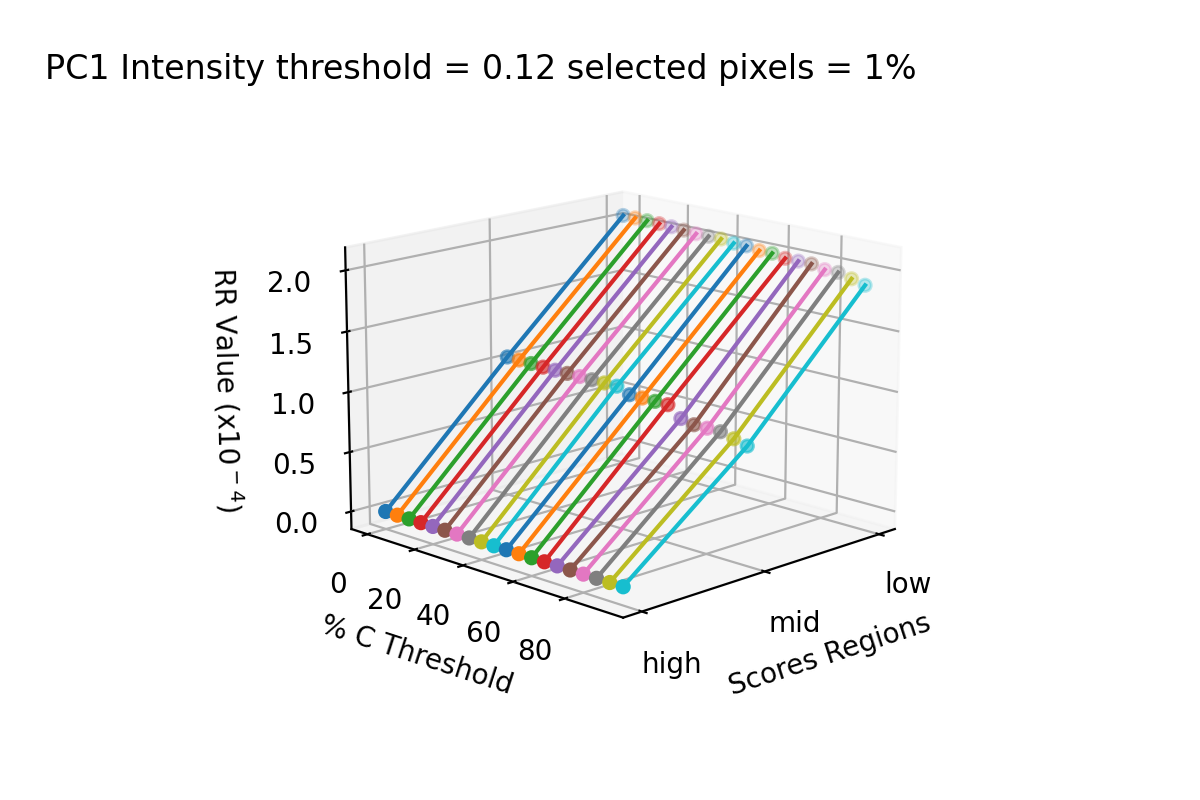 PC1 Intensity threshold = 0.12 selected pixels = 1%
RR Value (x10⁻⁴)
2.0
1.5
1.0
0.5
0.0
0
20
40
60
80
% C Threshold
high
mid
low
Scores Regions